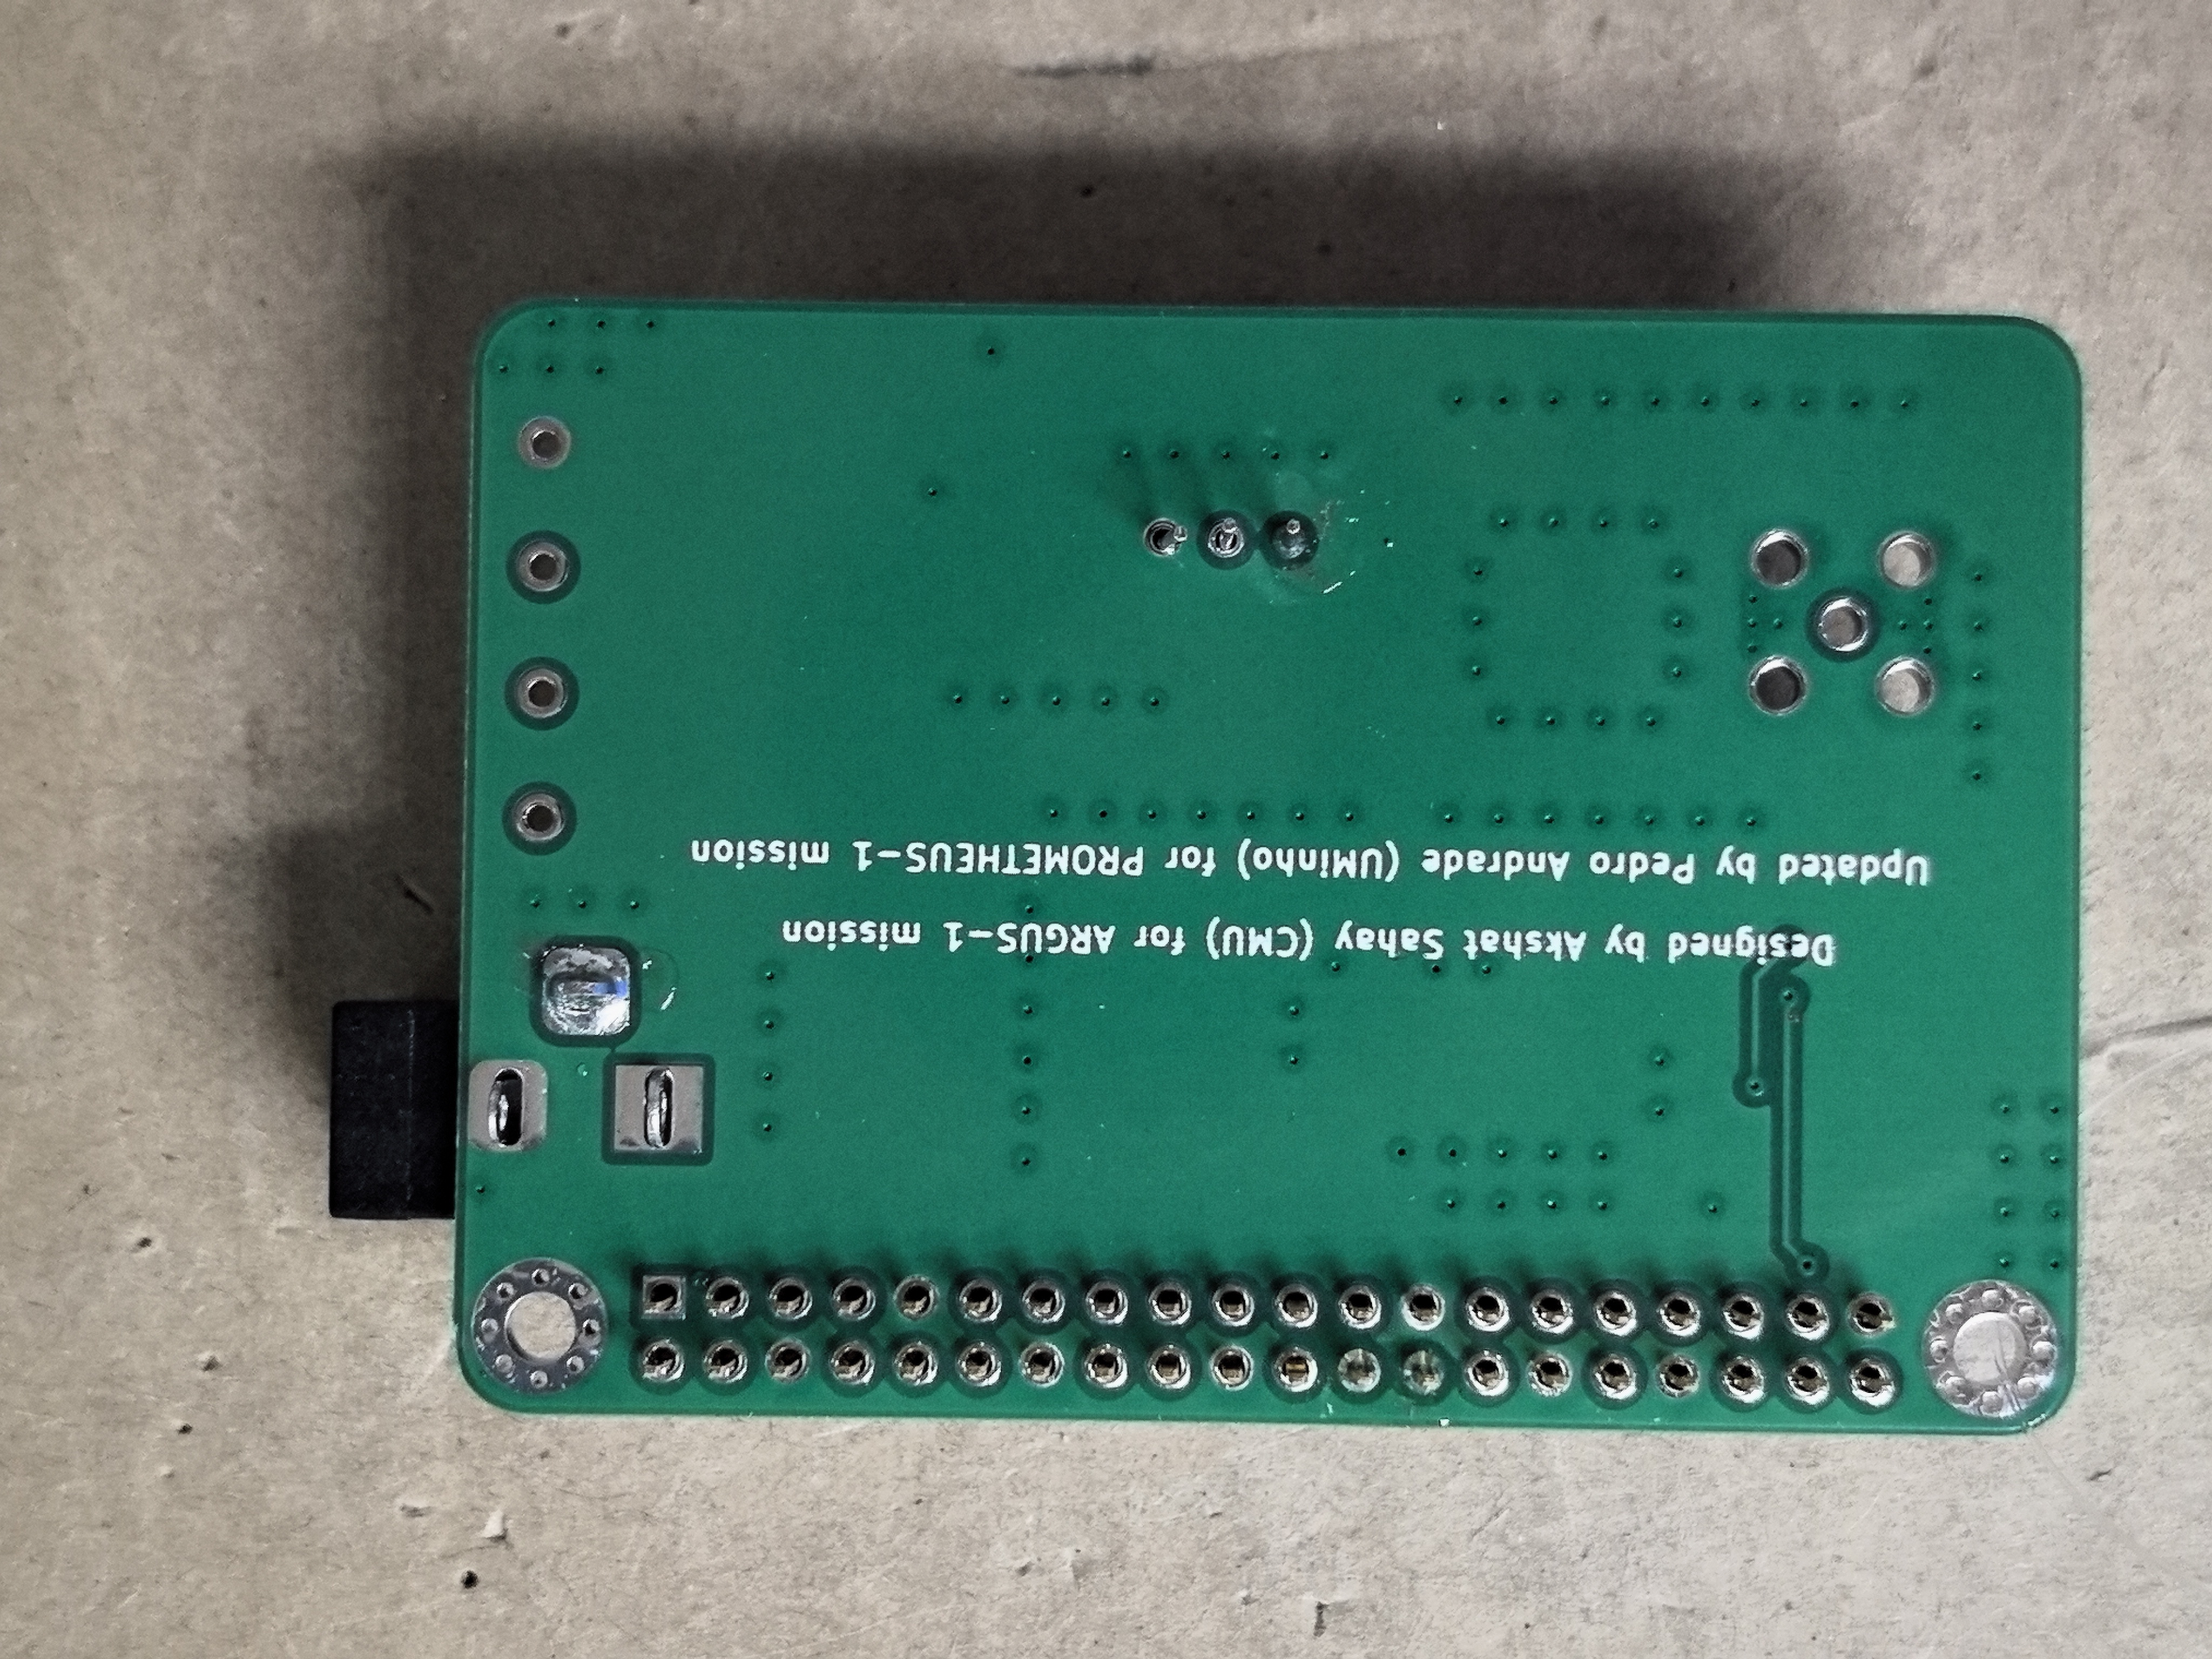 Designed by Akshat Sahay (CMU) for ARGUS-1 mission
Updated by Pedro Andrade (UMinho) for PROMETHEUS-1 mission